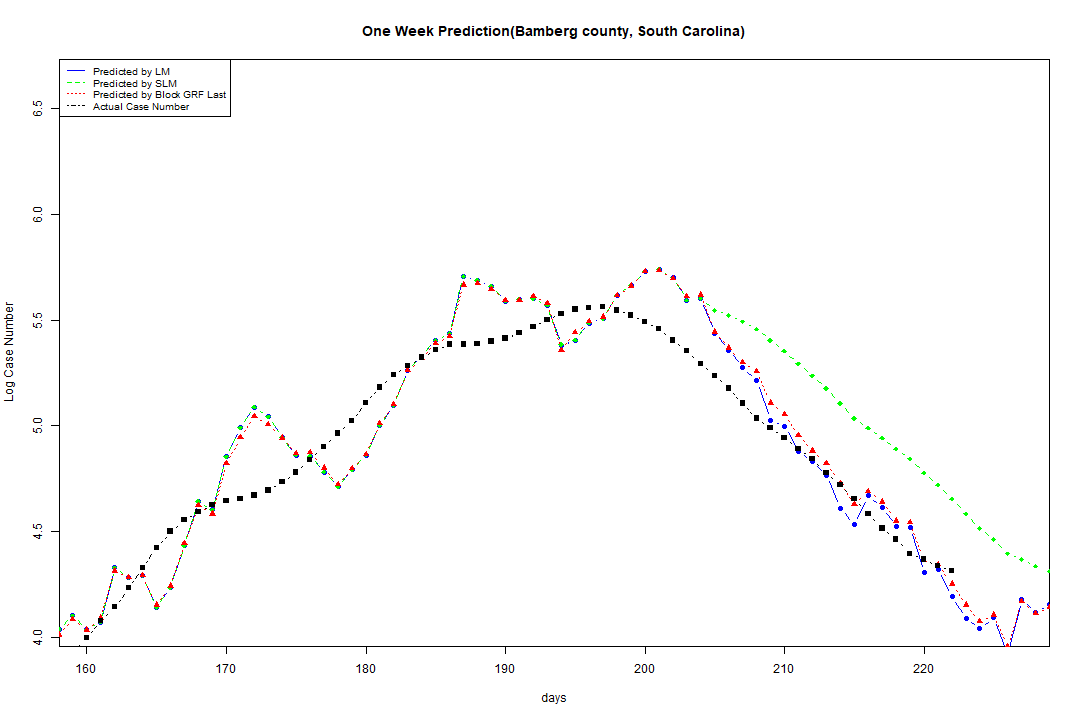 One Week Prediction(Bamberg county, South Carolina)
Predicted by LM
Predicted by SLM
Predicted by Block GRF Last
Actual Case Number
6.5
6.0
5.5
5.0
4.5
4.0
Log Case Number
160 170 180 190 200 210 220
days